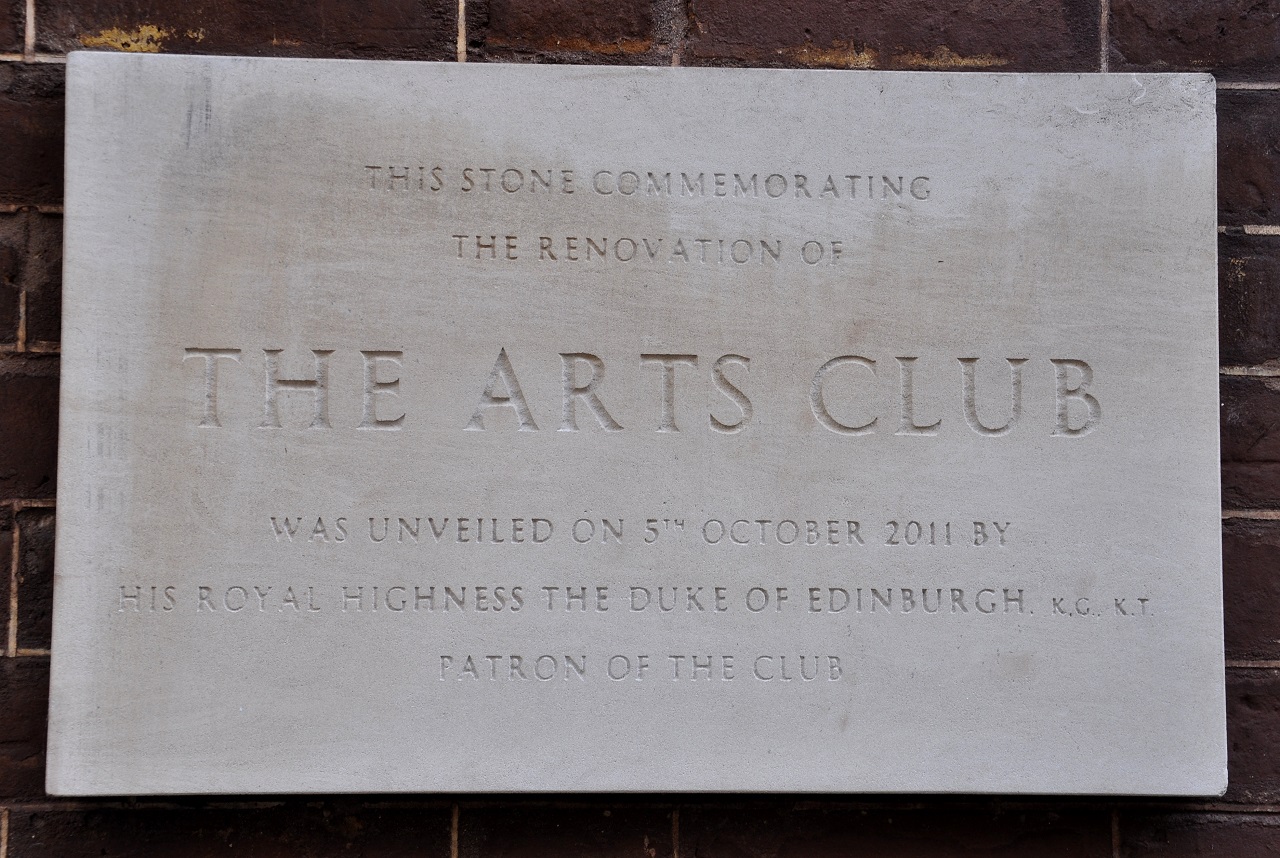 THIS STONE COMMEMORATING
THE RENOVATION OF
THE ARTS CLUB
WAS UNVEILED ON 5TH OCTOBER 2011 BY
HIS ROYAL HIGHNESS THE DUKE OF EDINBURGH, K.G., K.T.
PATRON OF THE CLUB